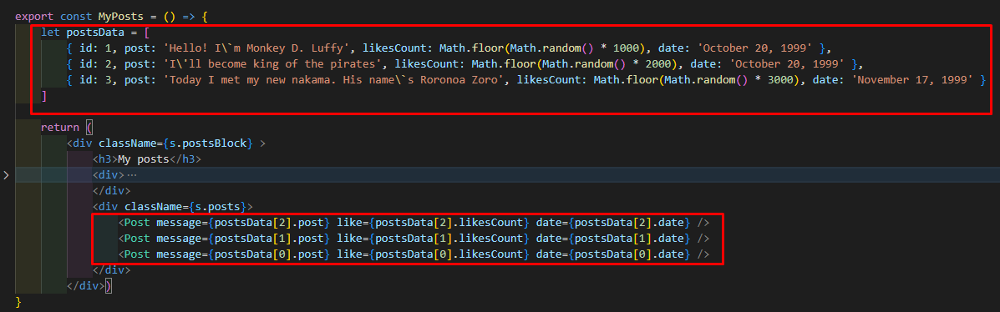 export const MyPosts = () => {
    let postsData = [
        { id: 1, post: 'Hello! I\`m Monkey D. Luffy', likesCount: Math.floor(Math.random() * 1000), date: 'October 20, 1999' },
        { id: 2, post: 'I\'ll become king of the pirates', likesCount: Math.floor(Math.random() * 2000), date: 'October 20, 1999' },
        { id: 3, post: 'Today I met my new nakama. His name\`s Roronoa Zoro', likesCount: Math.floor(Math.random() * 3000), date: 'November 17, 1999' }
    ]
    return (
        <div className={s.postsBlock} >
            <h3>My posts</h3>
            <div>⋯
            </div>
            <div className={s.posts}>
                <Post message={postsData[2].post} like={postsData[2].likesCount} date={postsData[2].date} />
                <Post message={postsData[1].post} like={postsData[1].likesCount} date={postsData[1].date} />
                <Post message={postsData[0].post} like={postsData[0].likesCount} date={postsData[0].date} />
            </div>
        </div>)
}